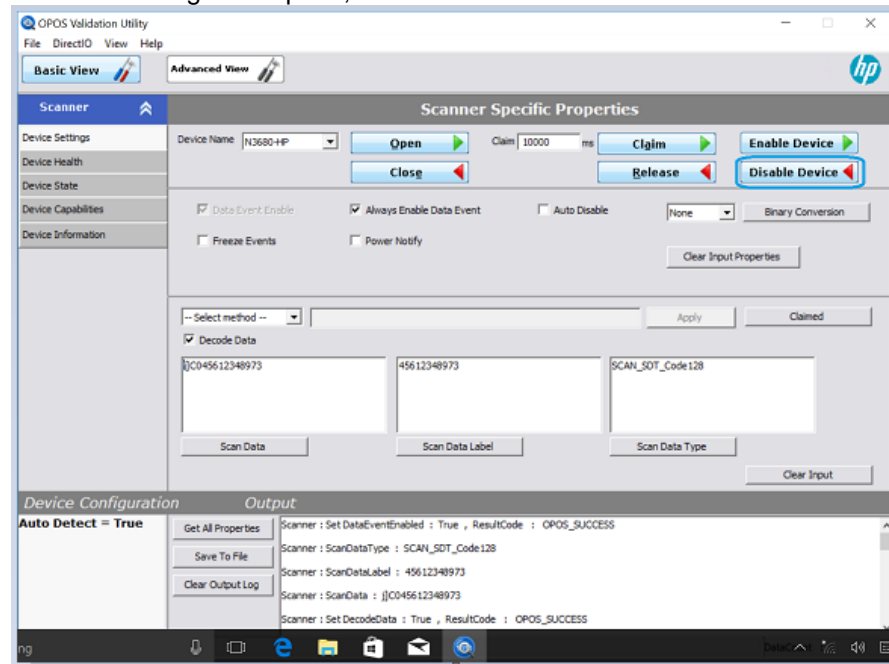 OPOS Validation Utility
File DirectIO View Help
Basic View Advanced View hp
Scanner Scanner Specific Properties
Device Settings
Device Health
Device State
Device Capabilities
Device Information
Device Name N3680-HP Open Claim 10000 ms Claim Enable Device
Close Release Disable Device
Data Event Enable Always Enable Data Event Auto Disable None Binary Conversion
Freeze Events Power Notify
Clear Input Properties
-- Select method -- Apply Claimed
Decode Data
j]C045612348973 45612348973 SCAN_SDT_Code128
Scan Data Scan Data Label Scan Data Type
Clear Input
Device Configuration Output
Auto Detect = True
Get All Properties
Save To File
Clear Output Log
Scanner : Set DataEventEnabled : True , ResultCode : OPOS_SUCCESS
Scanner : ScanDataType : SCAN_SDT_Code128
Scanner : ScanDataLabel : 45612348973
Scanner : ScanData : j]C045612348973
Scanner : Set DecodeData : True , ResultCode : OPOS_SUCCESS
ng